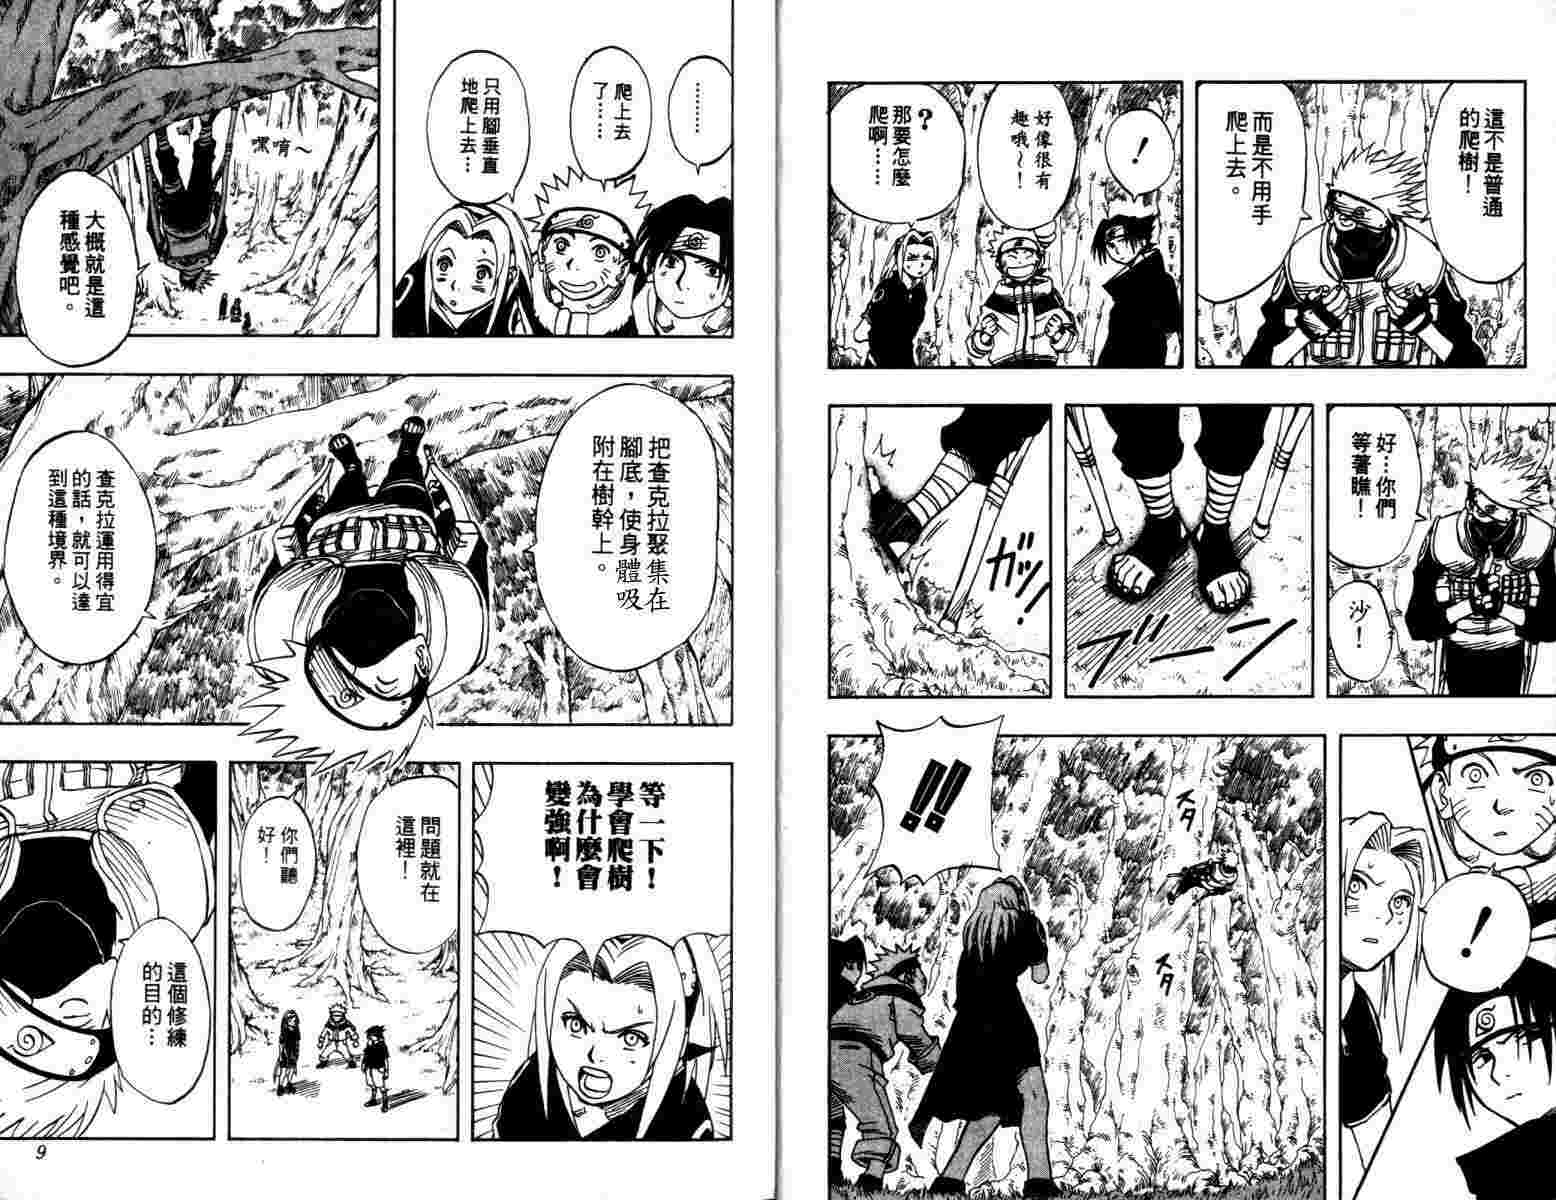 這不是普通
的爬樹！
而是不用手
爬上去。
！
好像很有
趣哦～！
？
那要怎麼
爬啊……
好…你們
等著瞧！
沙！
ブーン
ガッ！
！
!!
スタ
スタ
………
爬上去
了……
只用腳垂直
地爬上去…
嘿唷～
大概就是這
種感覺吧。
把查克拉聚集在
腳底，使身體吸
附在樹幹上。
查克拉運用得宜
的話，就可以達
到這種境界。
等一下！
學會爬樹
為什麼會
變強啊！
問題就在
這裡！
你們聽
好！
這個修練
的目的…
9